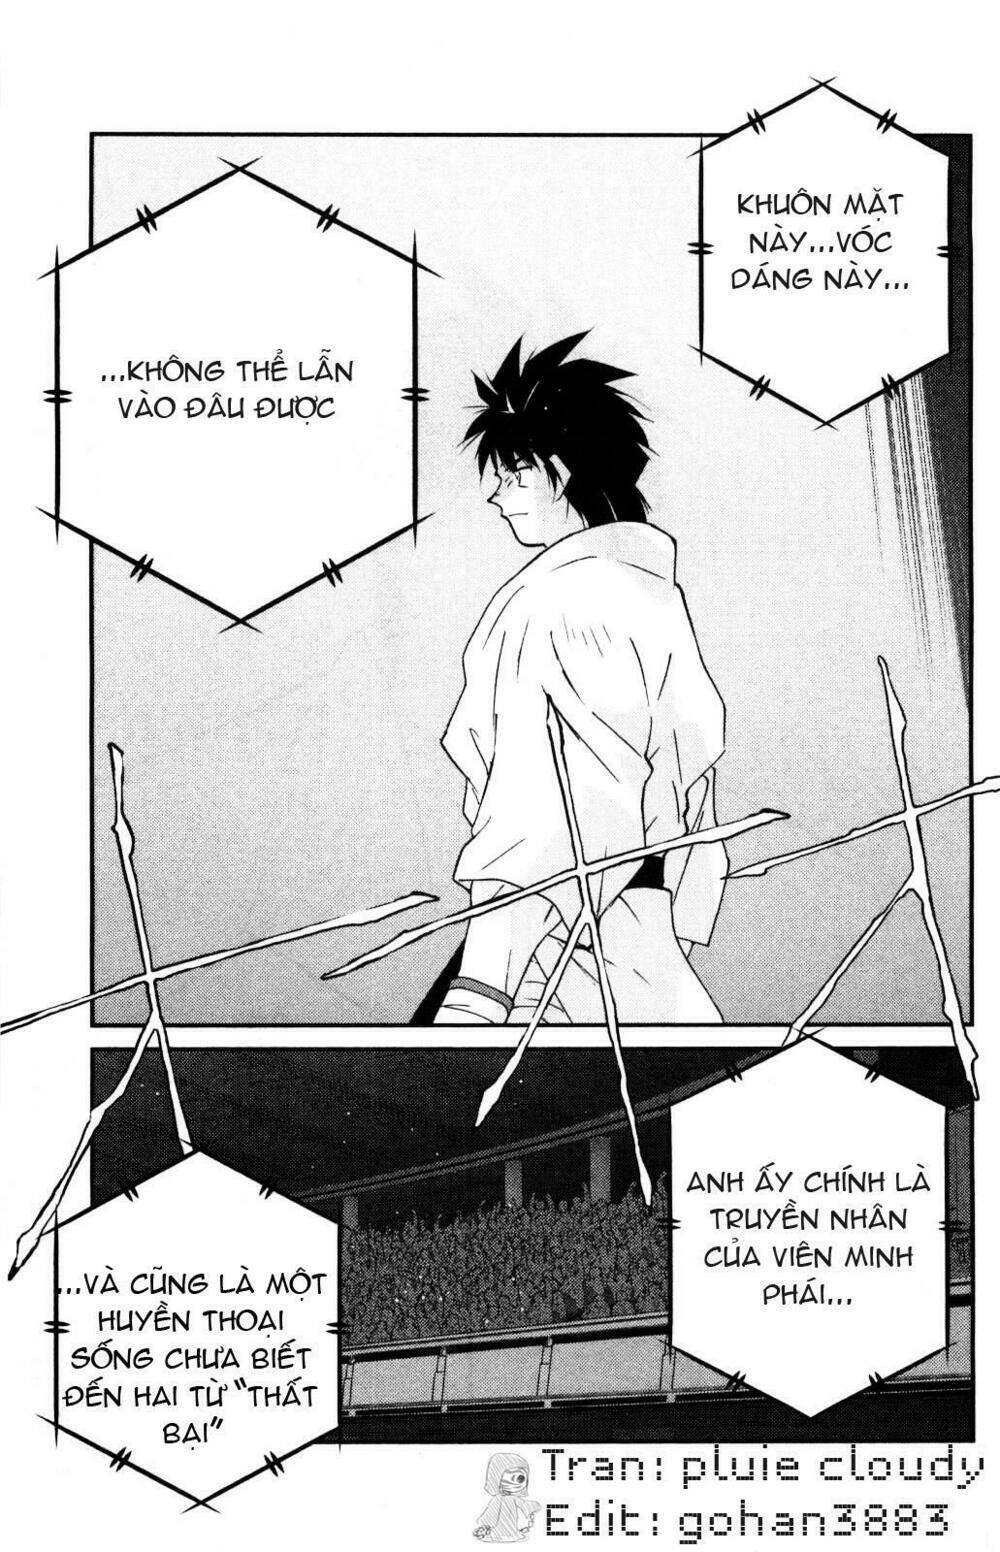 KHUÔN MẶT
NÀY...VÓC
DÁNG NÀY...
...KHÔNG THỂ LẪN
VÀO ĐÂU ĐƯỢC
ANH ẤY CHÍNH LÀ
TRUYỀN NHÂN
CỦA VIÊN MINH
PHÁI...
...VÀ CŨNG LÀ MỘT
HUYỀN THOẠI
SỐNG CHƯA BIẾT
ĐẾN HAI TỪ "THẤT
BẠI"
Tran: pluie cloudy
Edit: gohan3883